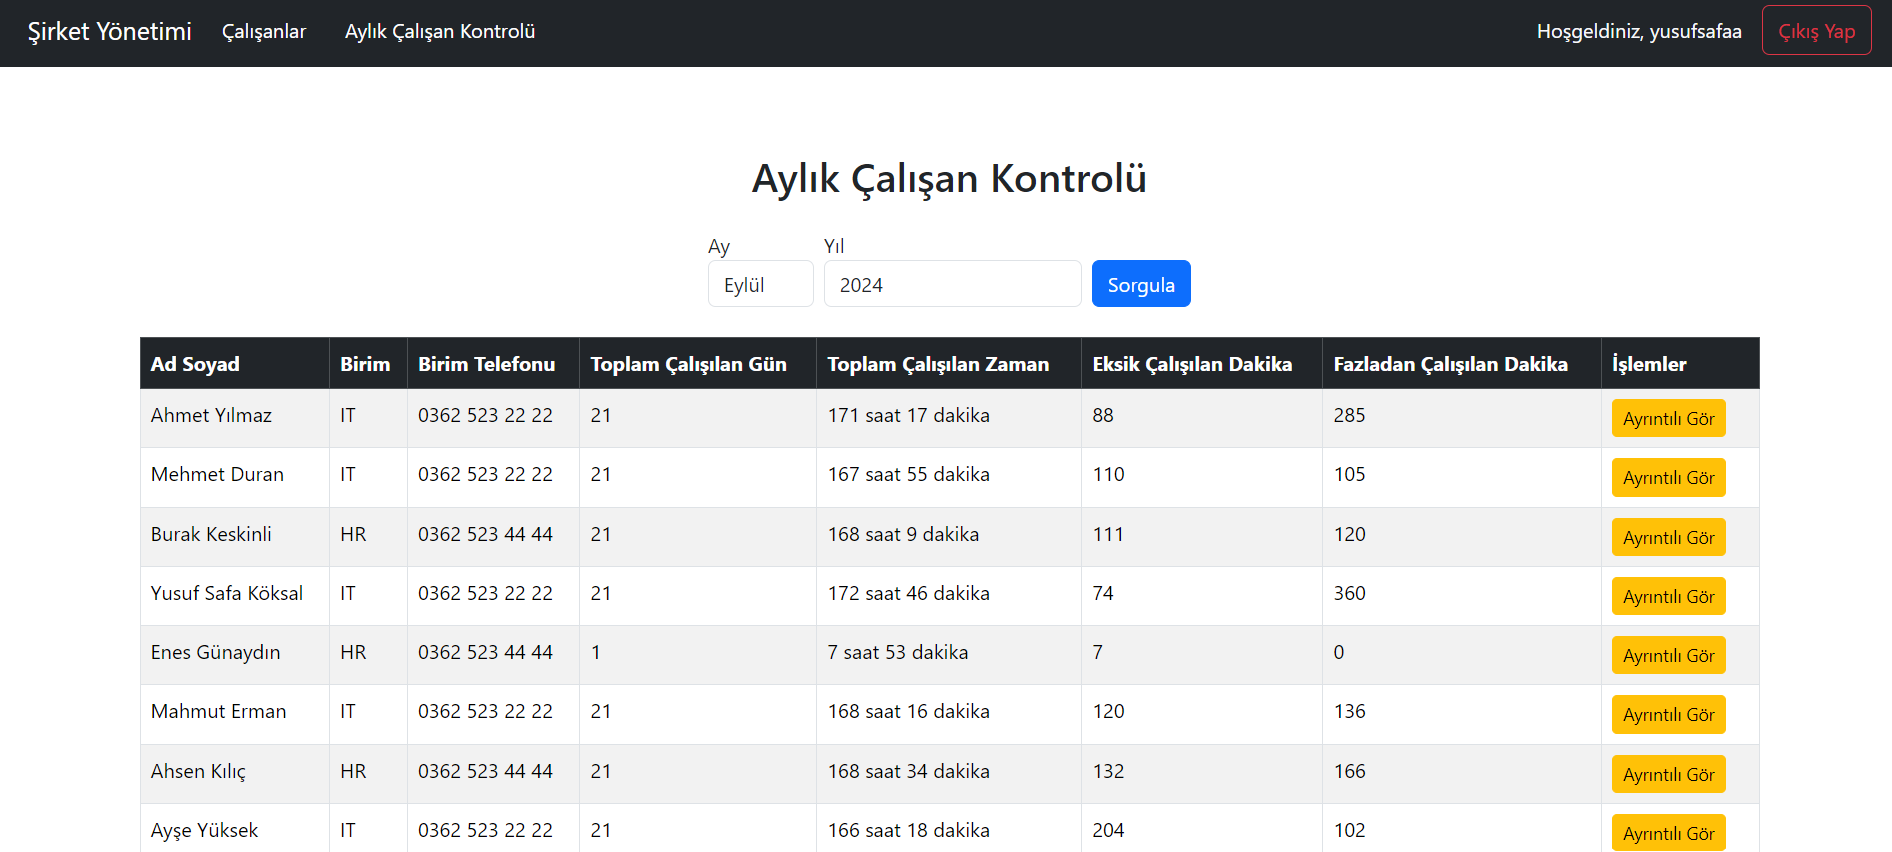 Şirket Yönetimi Çalışanlar Aylık Çalışan Kontrolü Hoşgeldiniz, yusufsafaa Çıkış Yap
Aylık Çalışan Kontrolü
Ay Yıl
Eylül 2024 Sorgula
Ad Soyad Birim Birim Telefonu Toplam Çalışılan Gün Toplam Çalışılan Zaman Eksik Çalışılan Dakika Fazladan Çalışılan Dakika İşlemler
Ahmet Yılmaz IT 0362 523 22 22 21 171 saat 17 dakika 88 285 Ayrıntılı Gör
Mehmet Duran IT 0362 523 22 22 21 167 saat 55 dakika 110 105 Ayrıntılı Gör
Burak Keskinli HR 0362 523 44 44 21 168 saat 9 dakika 111 120 Ayrıntılı Gör
Yusuf Safa Köksal IT 0362 523 22 22 21 172 saat 46 dakika 74 360 Ayrıntılı Gör
Enes Günaydın HR 0362 523 44 44 1 7 saat 53 dakika 7 0 Ayrıntılı Gör
Mahmut Erman IT 0362 523 22 22 21 168 saat 16 dakika 120 136 Ayrıntılı Gör
Ahsen Kılıç HR 0362 523 44 44 21 168 saat 34 dakika 132 166 Ayrıntılı Gör
Ayşe Yüksek IT 0362 523 22 22 21 166 saat 18 dakika 204 102 Ayrıntılı Gör